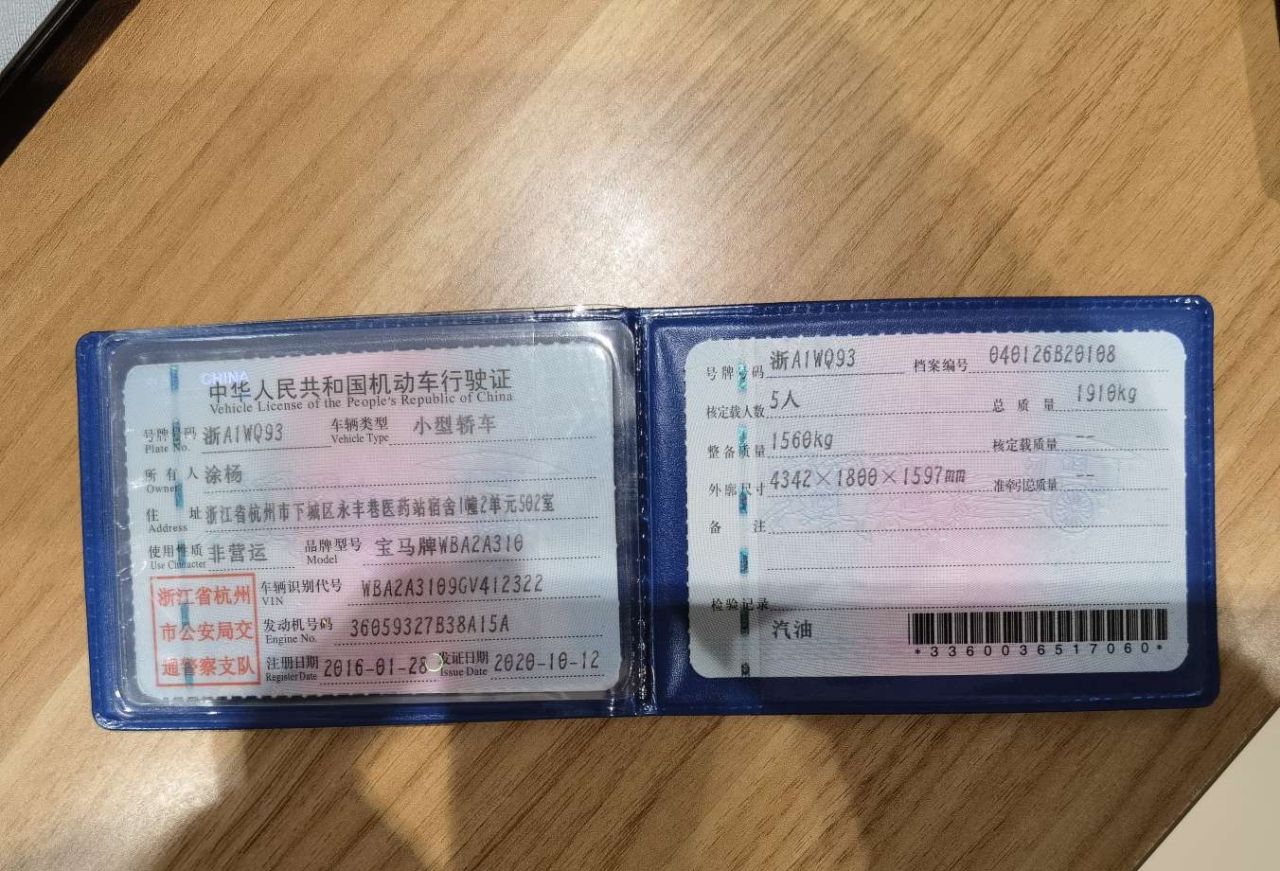 CHINA
中华人民共和国机动车行驶证
Vehicle License of the People's Republic of China
号牌号码 浙A1WQ93 车辆类型 小型轿车
Plate No. Vehicle Type
所有人 涂杨
Owner
住址 浙江省杭州市下城区永丰巷医药站宿舍1幢2单元502室
Address
使用性质 非营运 品牌型号 宝马牌WBA2A310
Use Character Model
浙江省杭州
市公安局交
通警察支队
车辆识别代号 WBA2A3109GV412322
VIN
发动机号码 36059327B38A15A
Engine No.
注册日期 2016-01-28 发证日期 2020-10-12
Register Date Issue Date
号牌号码 浙A1WQ93 档案编号 040126B20108
核定载人数 5人 总质量 1910kg
整备质量 1560kg 核定载质量 --
外廓尺寸 4342×1800×1597mm 准牵引总质量 --
备注
检验记录
汽油
*3360036517060*